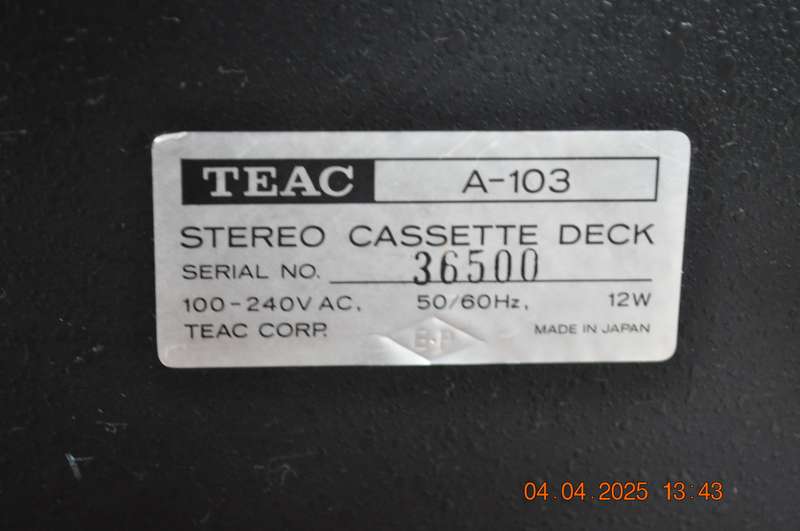 TEAC A-103
STEREO CASSETTE DECK
SERIAL NO. 36500
100-240V AC, 50/60Hz, 12W
TEAC CORP. MADE IN JAPAN
04.04.2025 13:43